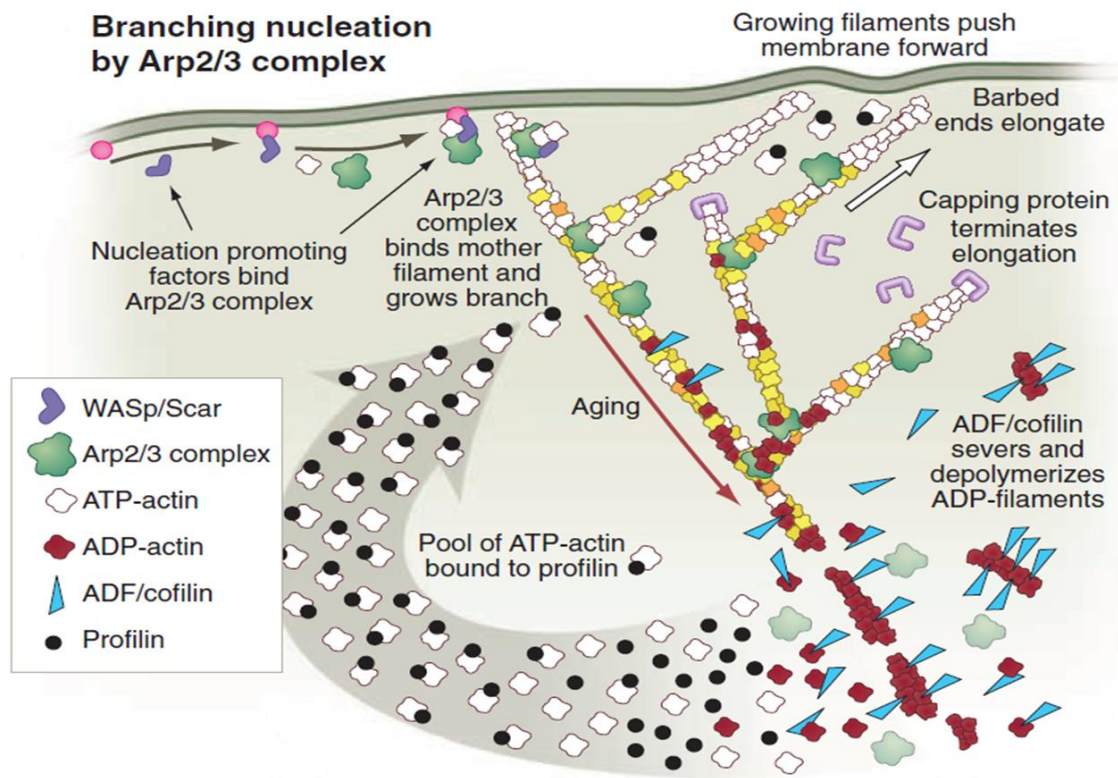 Branching nucleation
by Arp2/3 complex
Growing filaments push
membrane forward
Barbed
ends elongate
Capping protein
terminates
elongation
Arp2/3
complex
binds mother
filament and
grows branch
Nucleation promoting
factors bind
Arp2/3 complex
Aging
ADF/cofilin
severs and
depolymerizes
ADP-filaments
Pool of ATP-actin
bound to profilin
WASp/Scar
Arp2/3 complex
ATP-actin
ADP-actin
ADF/cofilin
Profilin